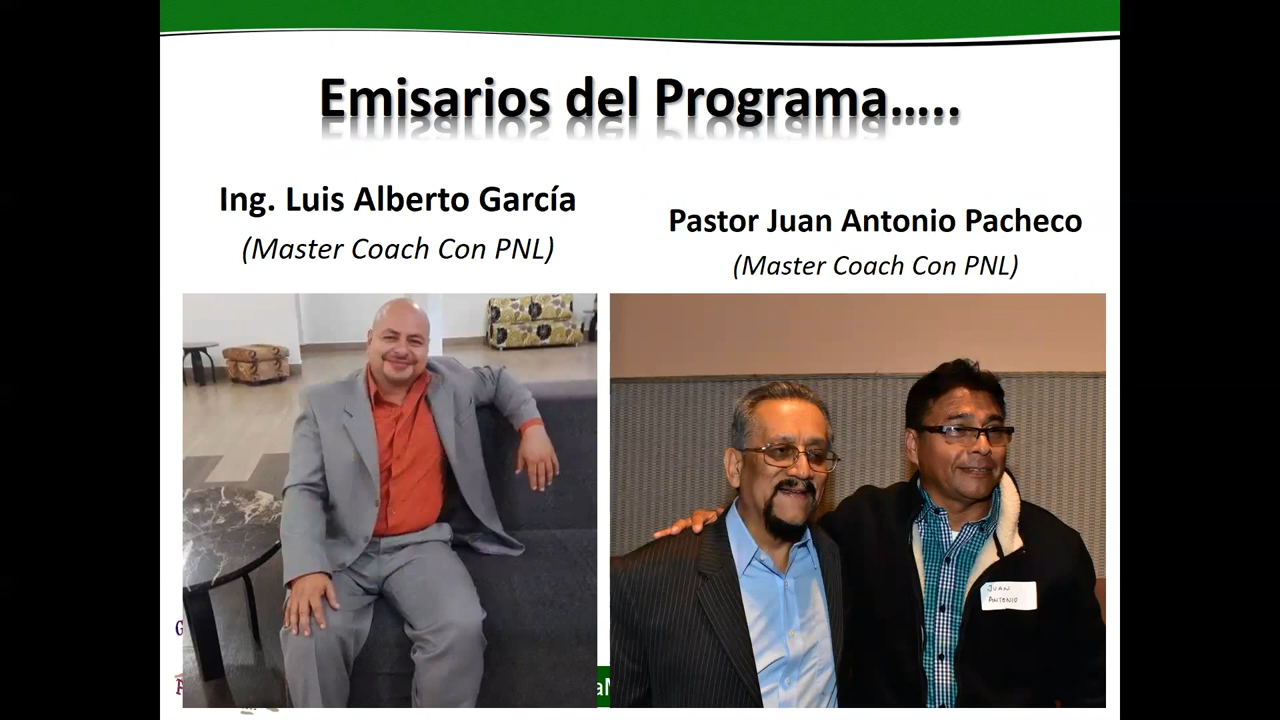 Emisarios del Programa.....
Ing. Luis Alberto García
(Master Coach Con PNL)
Pastor Juan Antonio Pacheco
(Master Coach Con PNL)
JUAN
ANTONIO